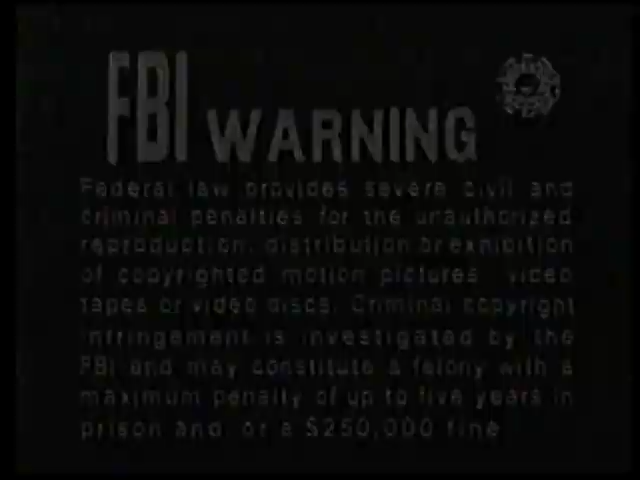 FBI WARNING
Federal law provides severe civil and
criminal penalties for the unauthorized
reproduction, distribution or exhibition
of copyrighted motion pictures, video
tapes or video discs. Criminal copyright
infringement is investigated by the
FBI and may constitute a felony with a
maximum penalty of up to five years in
prison and/or a $250,000 fine